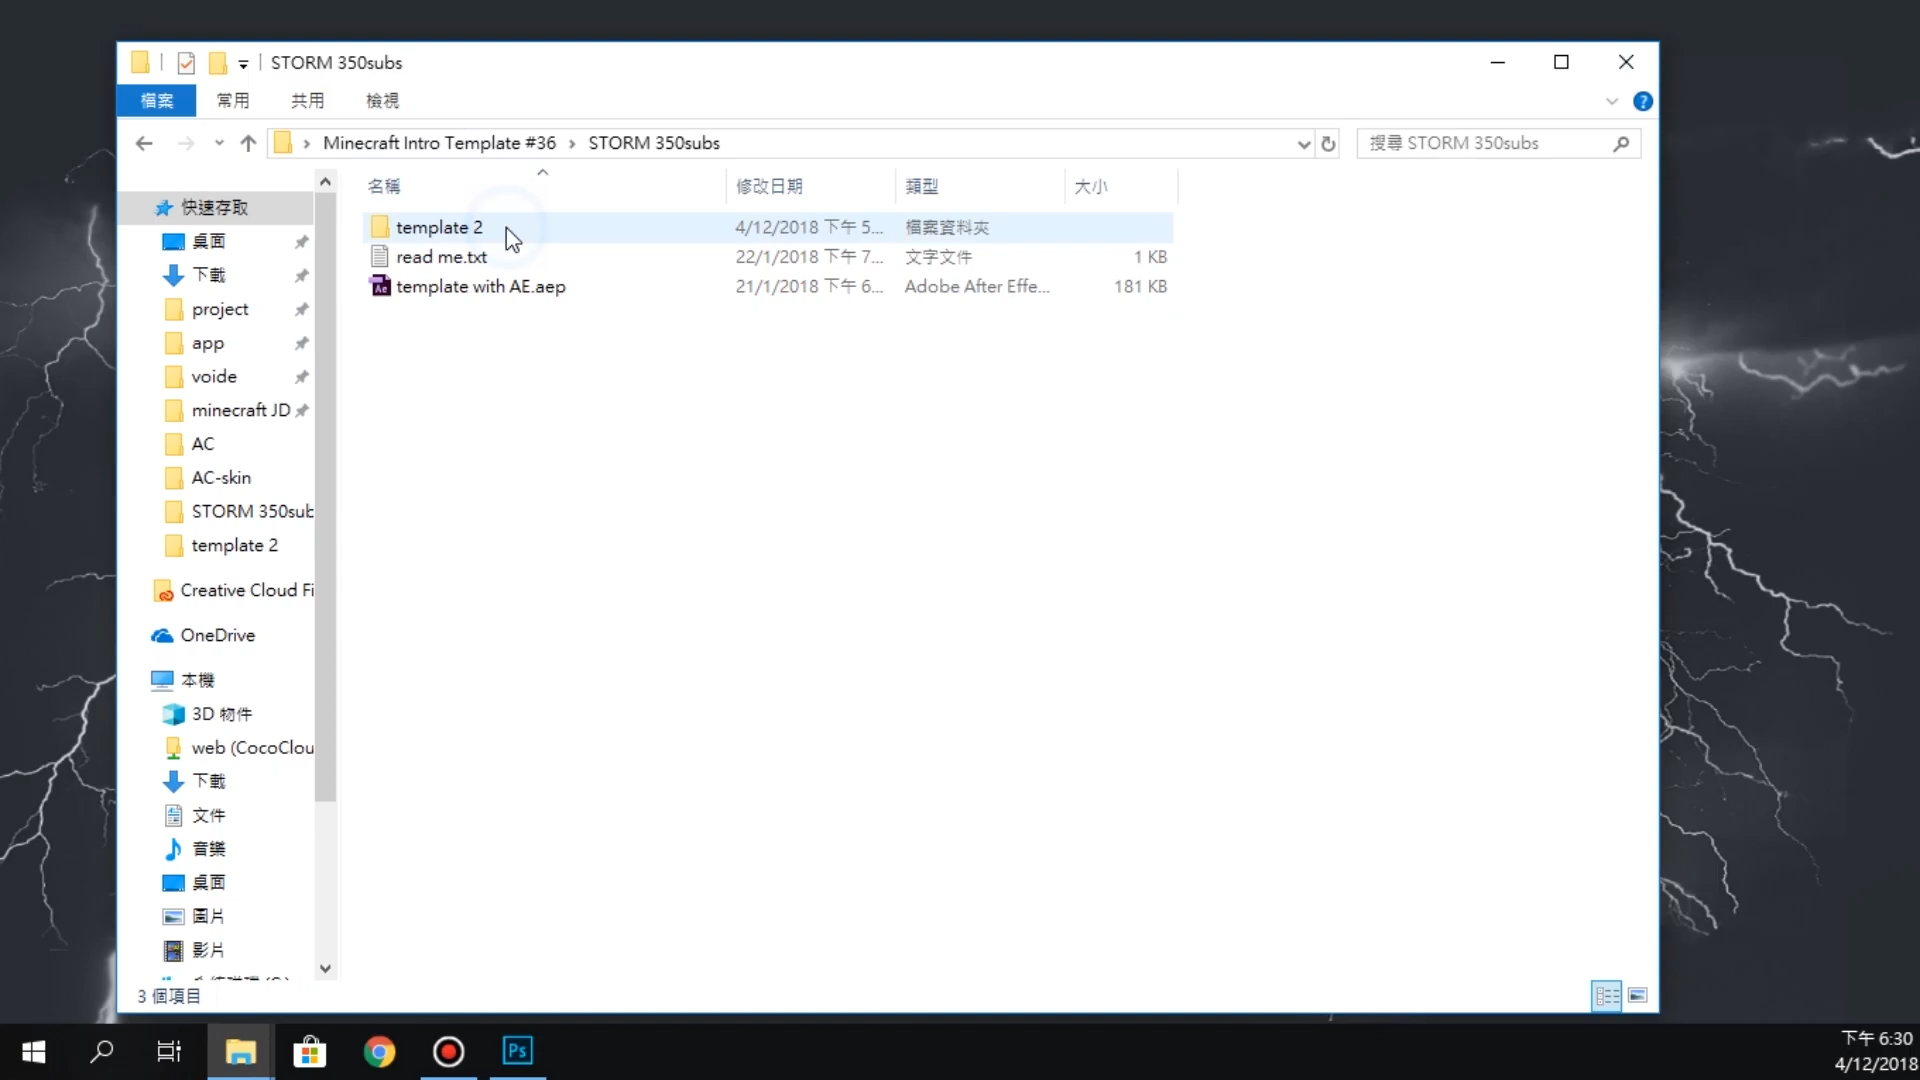 STORM 350subs
檔案 常用 共用 檢視
Minecraft Intro Template #36 STORM 350subs 搜尋 STORM 350subs
名稱 修改日期 類型 大小
template 2 4/12/2018 下午 5... 檔案資料夾
read me.txt 22/1/2018 下午 7... 文字文件 1 KB
template with AE.aep 21/1/2018 下午 6... Adobe After Effe... 181 KB
快速存取
桌面
下載
project
app
voide
minecraft JD
AC
AC-skin
STORM 350sub
template 2
Creative Cloud Fi
OneDrive
本機
3D 物件
web (CocoClou
下載
文件
音樂
桌面
圖片
影片
3 個項目
Ae
Ps
下午 6:30
4/12/2018